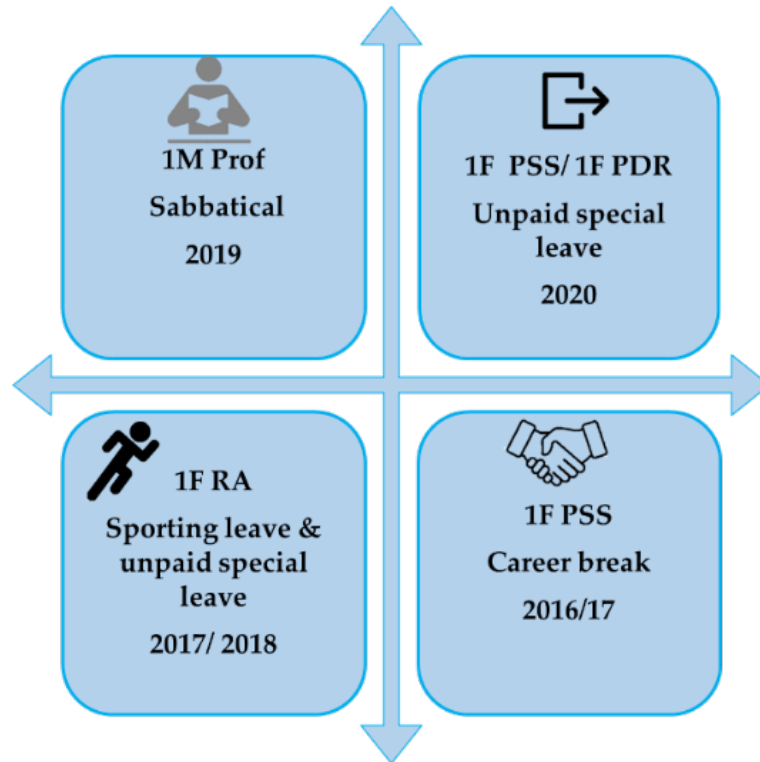 1M Prof
Sabbatical
2019
1F PSS/ 1F PDR
Unpaid special
leave
2020
1F RA
Sporting leave &
unpaid special
leave
2017/ 2018
1F PSS
Career break
2016/17